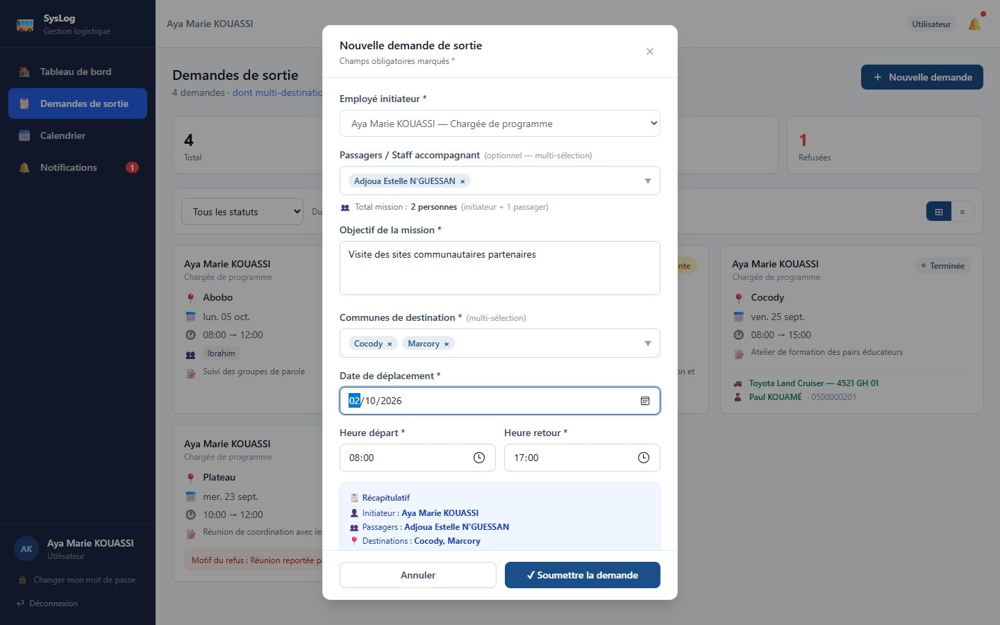 SysLog
Gestion logistique
Tableau de bord
Demandes de sortie
Calendrier
Notifications 1
AK
Aya Marie KOUASSI
Utilisateur
Changer mon mot de passe
Déconnexion
Aya Marie KOUASSI
Utilisateur
Demandes de sortie
4 demandes · dont multi-destinatio
+ Nouvelle demande
4
Total
1
Refusées
Tous les statuts
Du
Aya Marie KOUASSI
Chargée de programme
Abobo
lun. 05 oct.
08:00 → 12:00
Ibrahim
Suivi des groupes de parole
nte
on et
Aya Marie KOUASSI
Terminée
Chargée de programme
Cocody
ven. 25 sept.
08:00 → 15:00
Atelier de formation des pairs éducateurs
Toyota Land Cruiser — 4521 GH 01
Paul KOUAMÉ · 0500000201
Aya Marie KOUASSI
Chargée de programme
Plateau
mer. 23 sept.
10:00 → 12:00
Réunion de coordination avec les
Motif du refus : Réunion reportée pa
Nouvelle demande de sortie
Champs obligatoires marqués *
×
Employé initiateur *
Aya Marie KOUASSI — Chargée de programme
Passagers / Staff accompagnant (optionnel — multi-sélection)
Adjoua Estelle N'GUESSAN ×
Total mission : 2 personnes (initiateur + 1 passager)
Objectif de la mission *
Visite des sites communautaires partenaires
Communes de destination * (multi-sélection)
Cocody × Marcory ×
Date de déplacement *
02/10/2026
Heure départ * Heure retour *
08:00 17:00
Récapitulatif
Initiateur : Aya Marie KOUASSI
Passagers : Adjoua Estelle N'GUESSAN
Destinations : Cocody, Marcory
Annuler
✓ Soumettre la demande